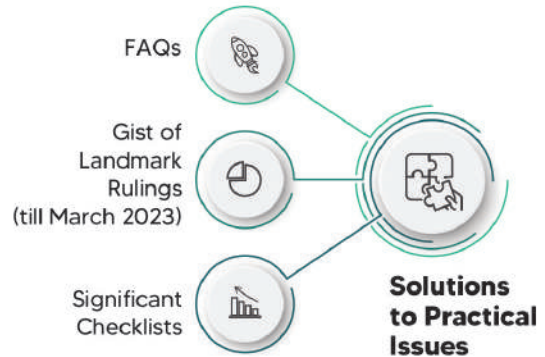 FAQs
Gist of
Landmark
Rulings
(till March 2023)
Significant
Checklists
Solutions
to Practical
Issues